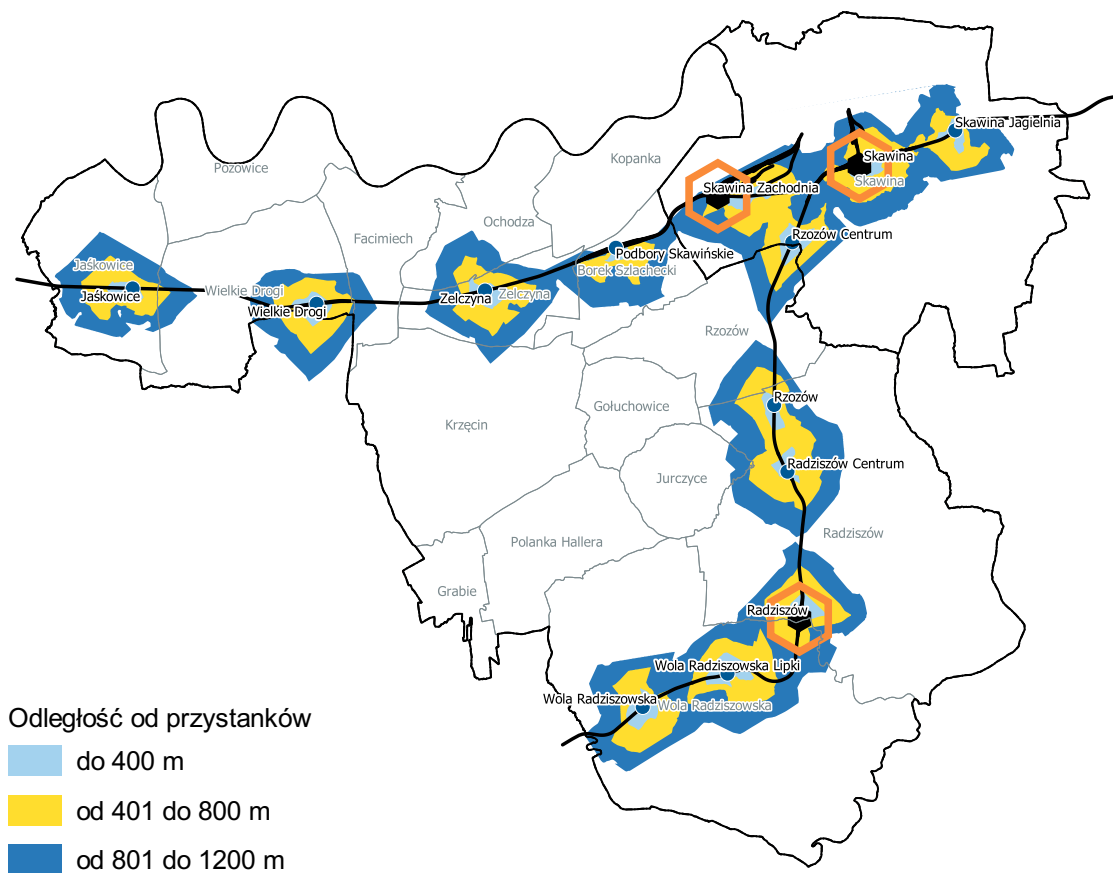 Skawina Jagielnia
Skawina
Skawina
Kopanka
Pozowice
Skawina Zachodnia
Ochodza
Rzozów Centrum
Facimiech
Podbory Skawińskie
Borek Szlachecki
Jaśkowice
Jaśkowice
Wielkie Drogi
Wielkie Drogi
Zelczyna
Zelczyna
Rzozów
Rzozów
Gołuchowice
Krzęcin
Radziszów Centrum
Jurczyce
Radziszów
Polanka Hallera
Grabie
Radziszów
Wola Radziszowska Lipki
Wola Radziszowska
Wola Radziszowska
Odległość od przystanków
do 400 m
od 401 do 800 m
od 801 do 1200 m